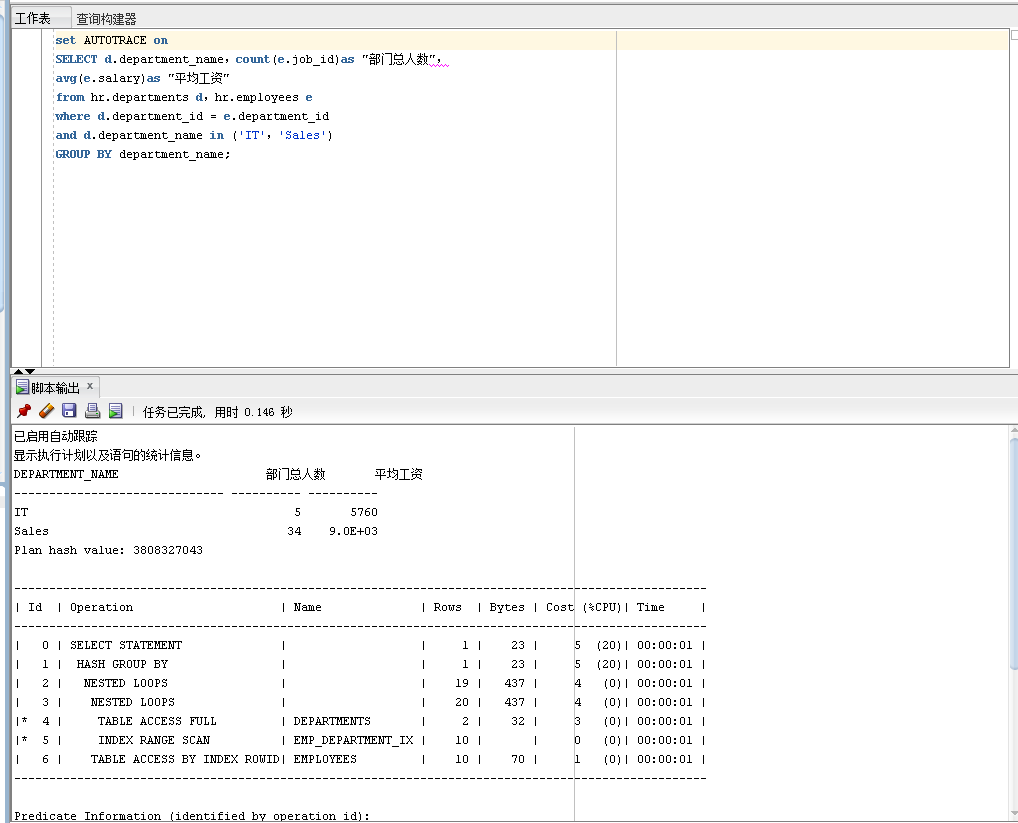 工作表 查询构建器
set AUTOTRACE on
SELECT d.department_name，count(e.job_id)as "部门总人数"，
avg(e.salary)as "平均工资"
from hr.departments d，hr.employees e
where d.department_id = e.department_id
and d.department_name in ('IT'，'Sales')
GROUP BY department_name;
脚本输出 x
任务已完成, 用时 0.146 秒
已启用自动跟踪
显示执行计划以及语句的统计信息。
DEPARTMENT_NAME                     部门总人数       平均工资
------------------------------ ---------- ----------
IT                                      5       5760
Sales                                  34    9.0E+03
Plan hash value: 3808327043
---------------------------------------------------------------------------------------------------
| Id  | Operation                     | Name              | Rows  | Bytes | Cost (%CPU)| Time     |
---------------------------------------------------------------------------------------------------
|   0 | SELECT STATEMENT              |                   |     1 |    23 |     5  (20)| 00:00:01 |
|   1 |  HASH GROUP BY                |                   |     1 |    23 |     5  (20)| 00:00:01 |
|   2 |   NESTED LOOPS                |                   |    19 |   437 |     4   (0)| 00:00:01 |
|   3 |    NESTED LOOPS               |                   |    20 |   437 |     4   (0)| 00:00:01 |
|*  4 |     TABLE ACCESS FULL         | DEPARTMENTS       |     2 |    32 |     3   (0)| 00:00:01 |
|*  5 |     INDEX RANGE SCAN          | EMP_DEPARTMENT_IX |    10 |       |     0   (0)| 00:00:01 |
|   6 |    TABLE ACCESS BY INDEX ROWID| EMPLOYEES         |    10 |    70 |     1   (0)| 00:00:01 |
---------------------------------------------------------------------------------------------------
Predicate Information (identified by operation id):